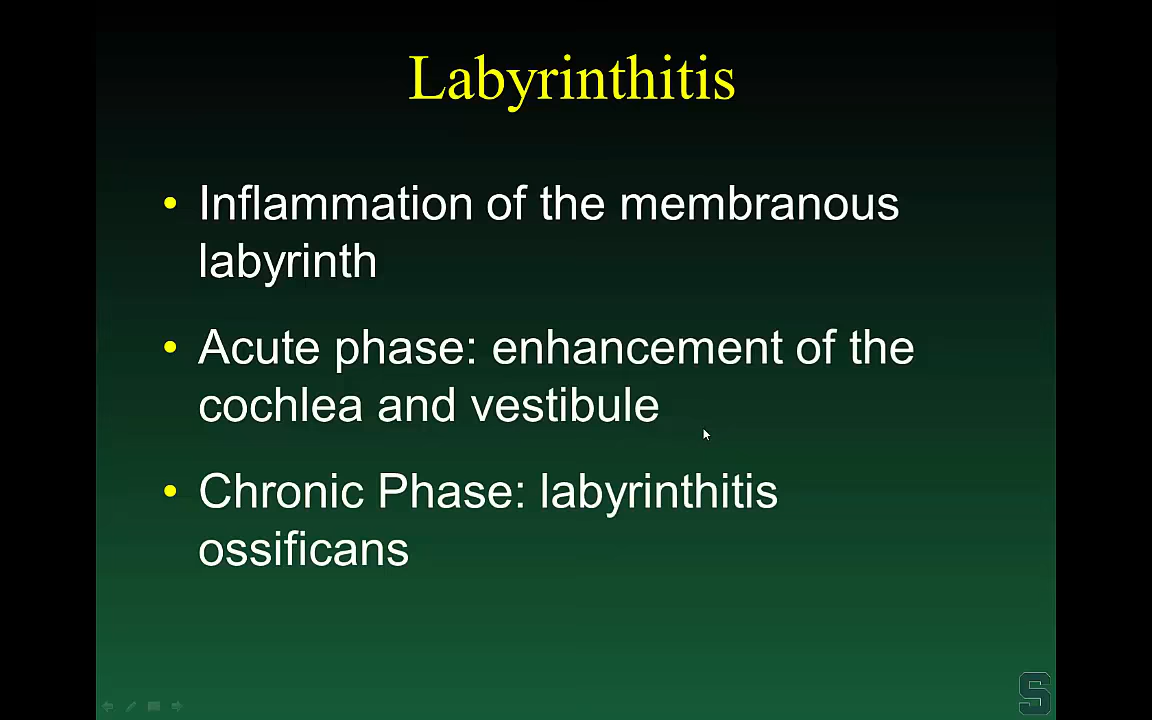 Labyrinthitis
• Inflammation of the membranous
labyrinth
• Acute phase: enhancement of the
cochlea and vestibule
• Chronic Phase: labyrinthitis
ossificans
S